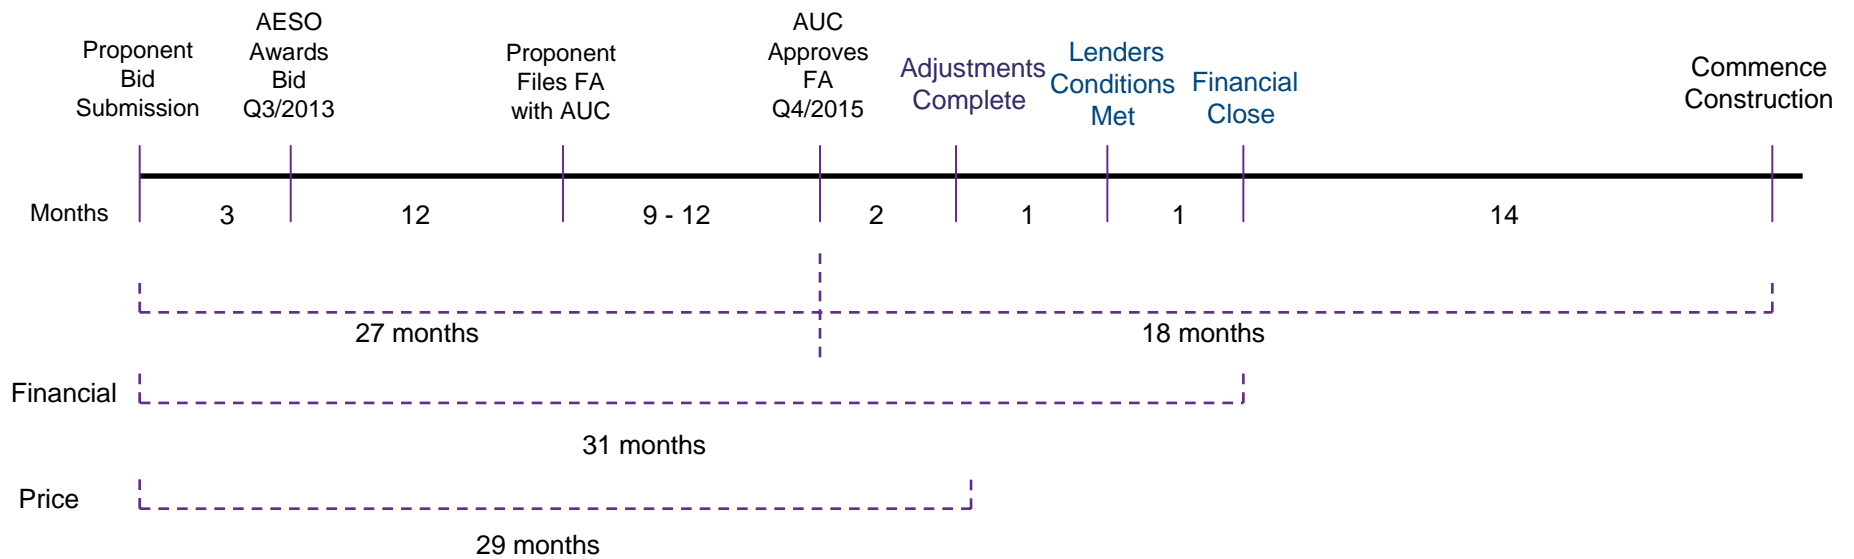 Proponent
Bid
Submission
AESO
Awards
Bid
Q3/2013
Proponent
Files FA
with AUC
AUC
Approves
FA
Q4/2015
Adjustments
Complete
Lenders
Conditions
Met
Financial
Close
Commence
Construction
Months
3
12
9 - 12
2
1
1
14
27 months
18 months
Financial
31 months
Price
29 months